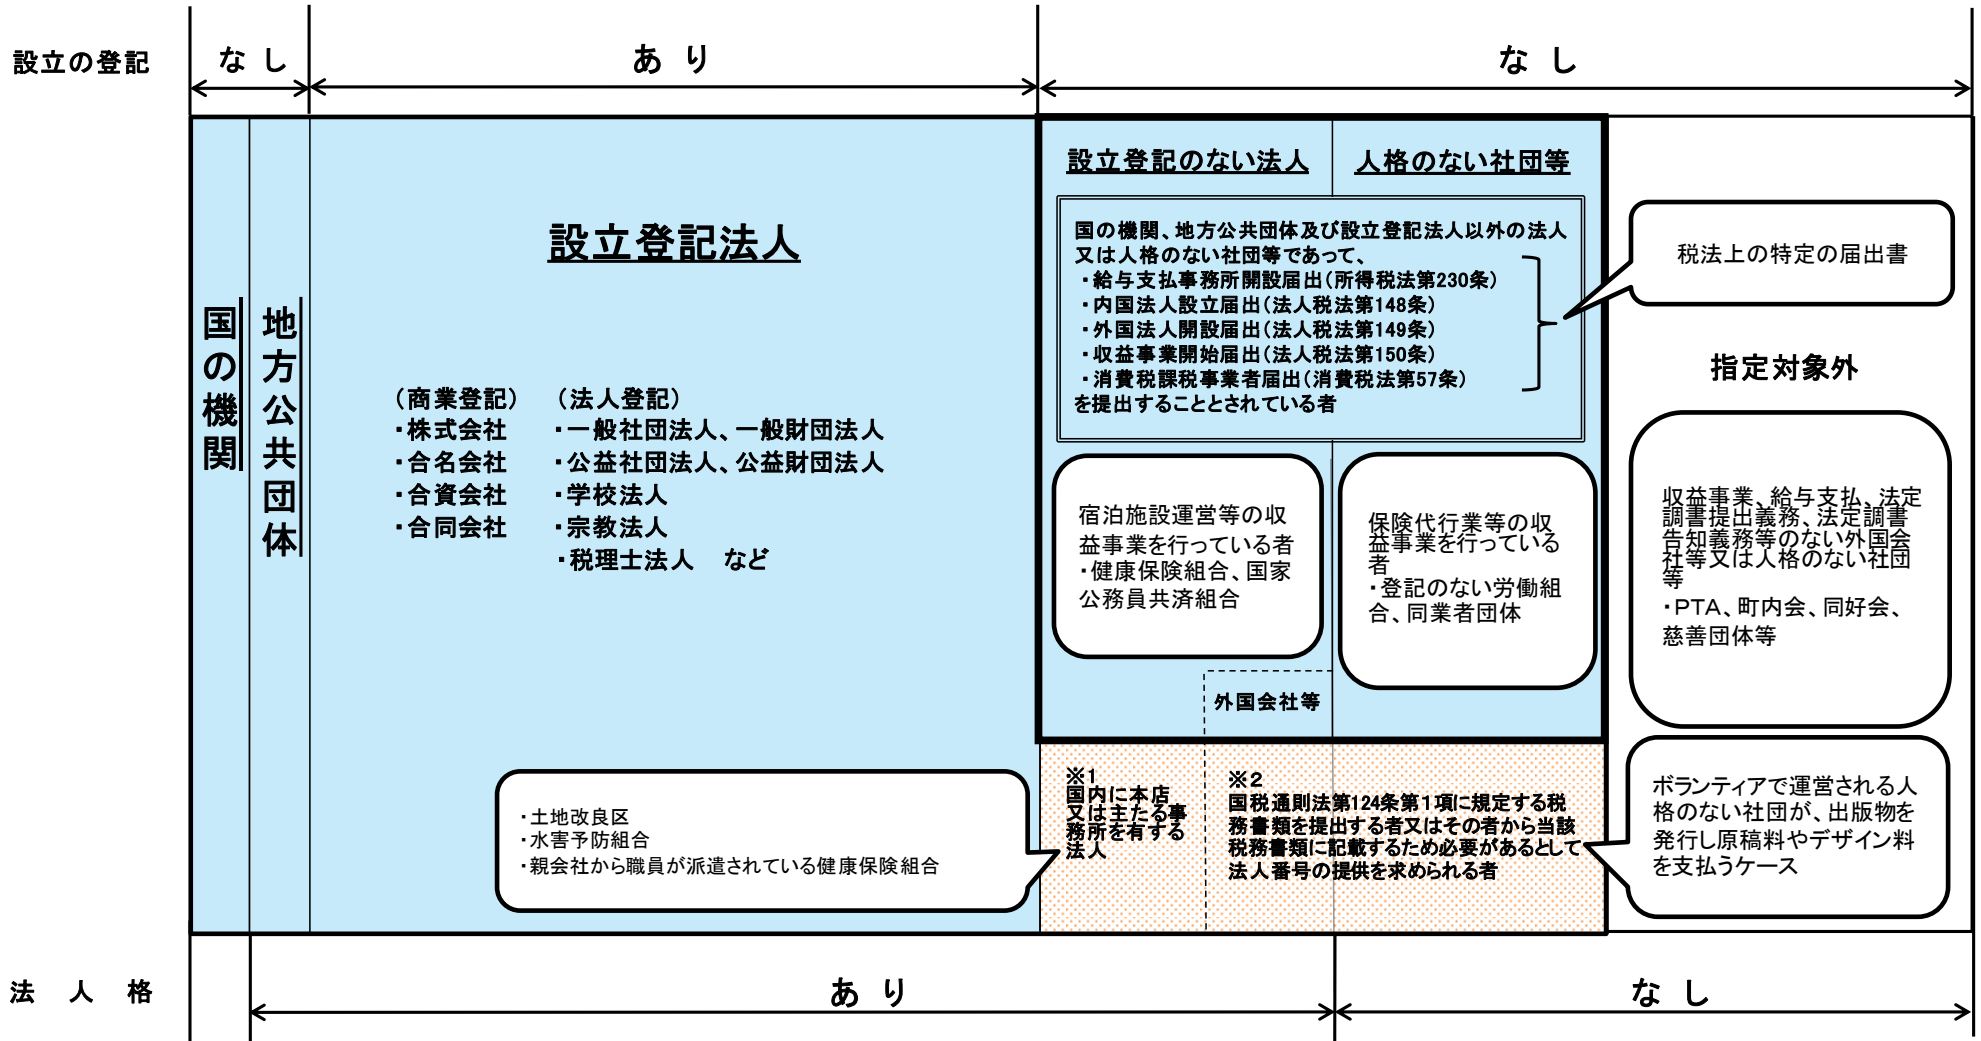 設立の登記
なし
あり
なし
国の機関
地方公共団体
設立登記法人
（商業登記）
・株式会社
・合名会社
・合資会社
・合同会社
（法人登記）
・一般社団法人、一般財団法人
・公益社団法人、公益財団法人
・学校法人
・宗教法人
・税理士法人　など
設立登記のない法人
人格のない社団等
国の機関、地方公共団体及び設立登記法人以外の法人
又は人格のない社団等であって、
・給与支払事務所開設届出（所得税法第230条）
・内国法人設立届出（法人税法第148条）
・外国法人開設届出（法人税法第149条）
・収益事業開始届出（法人税法第150条）
・消費税課税事業者届出（消費税法第57条）
を提出することとされている者
税法上の特定の届出書
指定対象外
宿泊施設運営等の収
益事業を行っている者
・健康保険組合、国家
公務員共済組合
保険代行業等の収
益事業を行っている
者
・登記のない労働組
合、同業者団体
収益事業、給与支払、法定
調書提出義務、法定調書
告知義務等のない外国会
社等又は人格のない社団
等
・PTA、町内会、同好会、
慈善団体等
外国会社等
・土地改良区
・水害予防組合
・親会社から職員が派遣されている健康保険組合
※1
国内に本店
又は主たる事
務所を有する
法人
※2
国税通則法第124条第1項に規定する税
務書類を提出する者又はその者から当該
税務書類に記載するため必要があるとして
法人番号の提供を求められる者
ボランティアで運営される人
格のない社団が、出版物を
発行し原稿料やデザイン料
を支払うケース
法人格
あり
なし